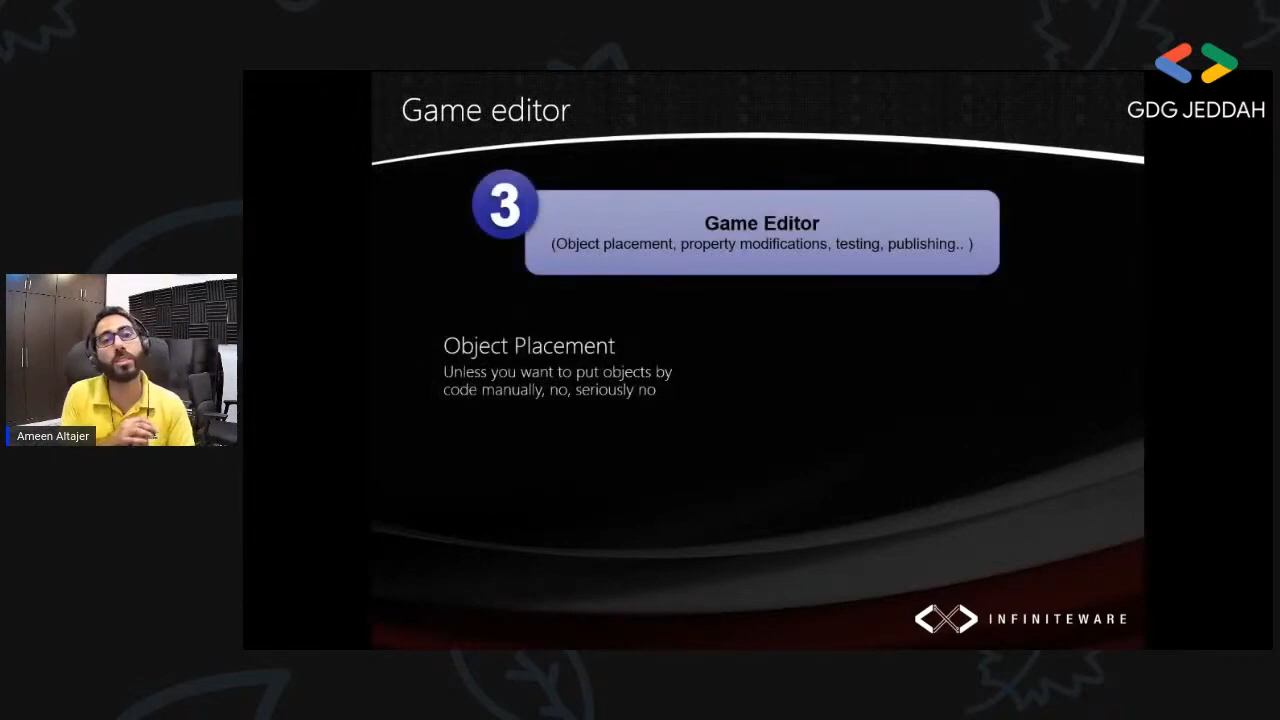 GDG JEDDAH
Game editor
3
Game Editor
(Object placement, property modifications, testing, publishing.. )
Object Placement
Unless you want to put objects by
code manually, no, seriously no
Ameen Altajer
INFINITEWARE